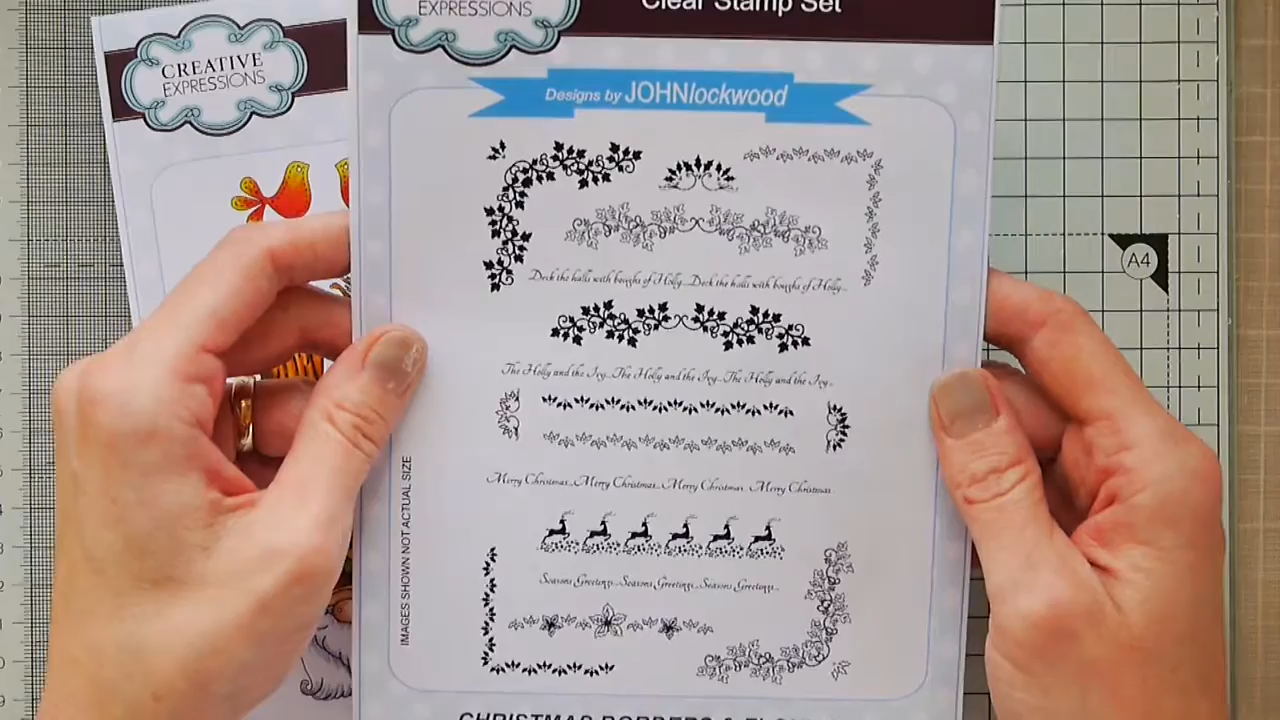 EXPRESSIONS
Clear Stamp Set
CREATIVE
EXPRESSIONS
Designs by JOHNlockwood
A4
Deck the halls with boughs of Holly...Deck the halls with boughs of Holly...
The Holly and the Ivy...The Holly and the Ivy...The Holly and the Ivy...
Merry Christmas...Merry Christmas...Merry Christmas...Merry Christmas
IMAGES SHOWN NOT ACTUAL SIZE
Seasons Greetings...Seasons Greetings...Seasons Greetings...
CHRISTMAS BORDERS &